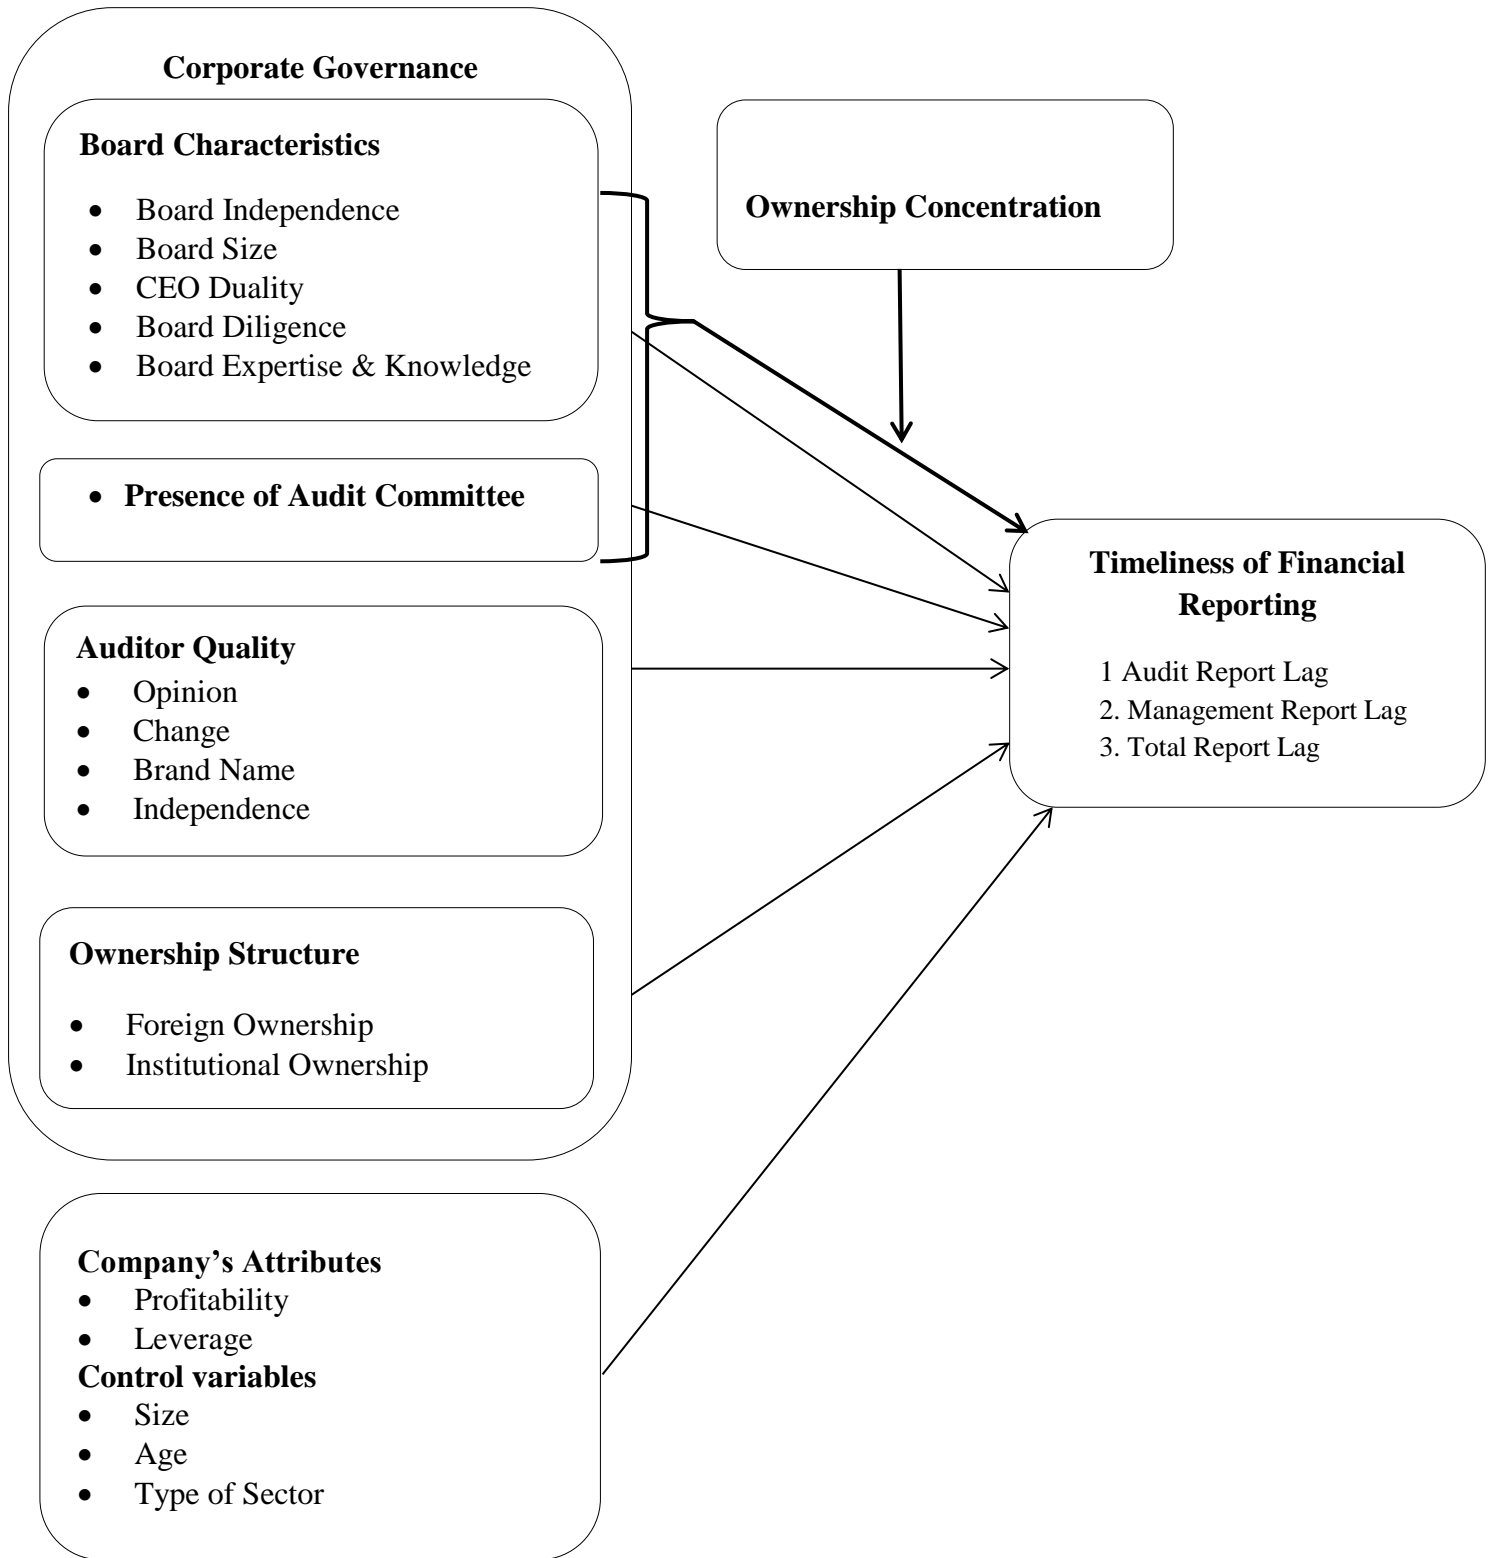 Corporate Governance
Board Characteristics
• Board Independence
• Board Size
• CEO Duality
• Board Diligence
• Board Expertise & Knowledge
• Presence of Audit Committee
Auditor Quality
• Opinion
• Change
• Brand Name
• Independence
Ownership Structure
• Foreign Ownership
• Institutional Ownership
Company’s Attributes
• Profitability
• Leverage
Control variables
• Size
• Age
• Type of Sector
Ownership Concentration
Timeliness of Financial
Reporting
1 Audit Report Lag
2. Management Report Lag
3. Total Report Lag